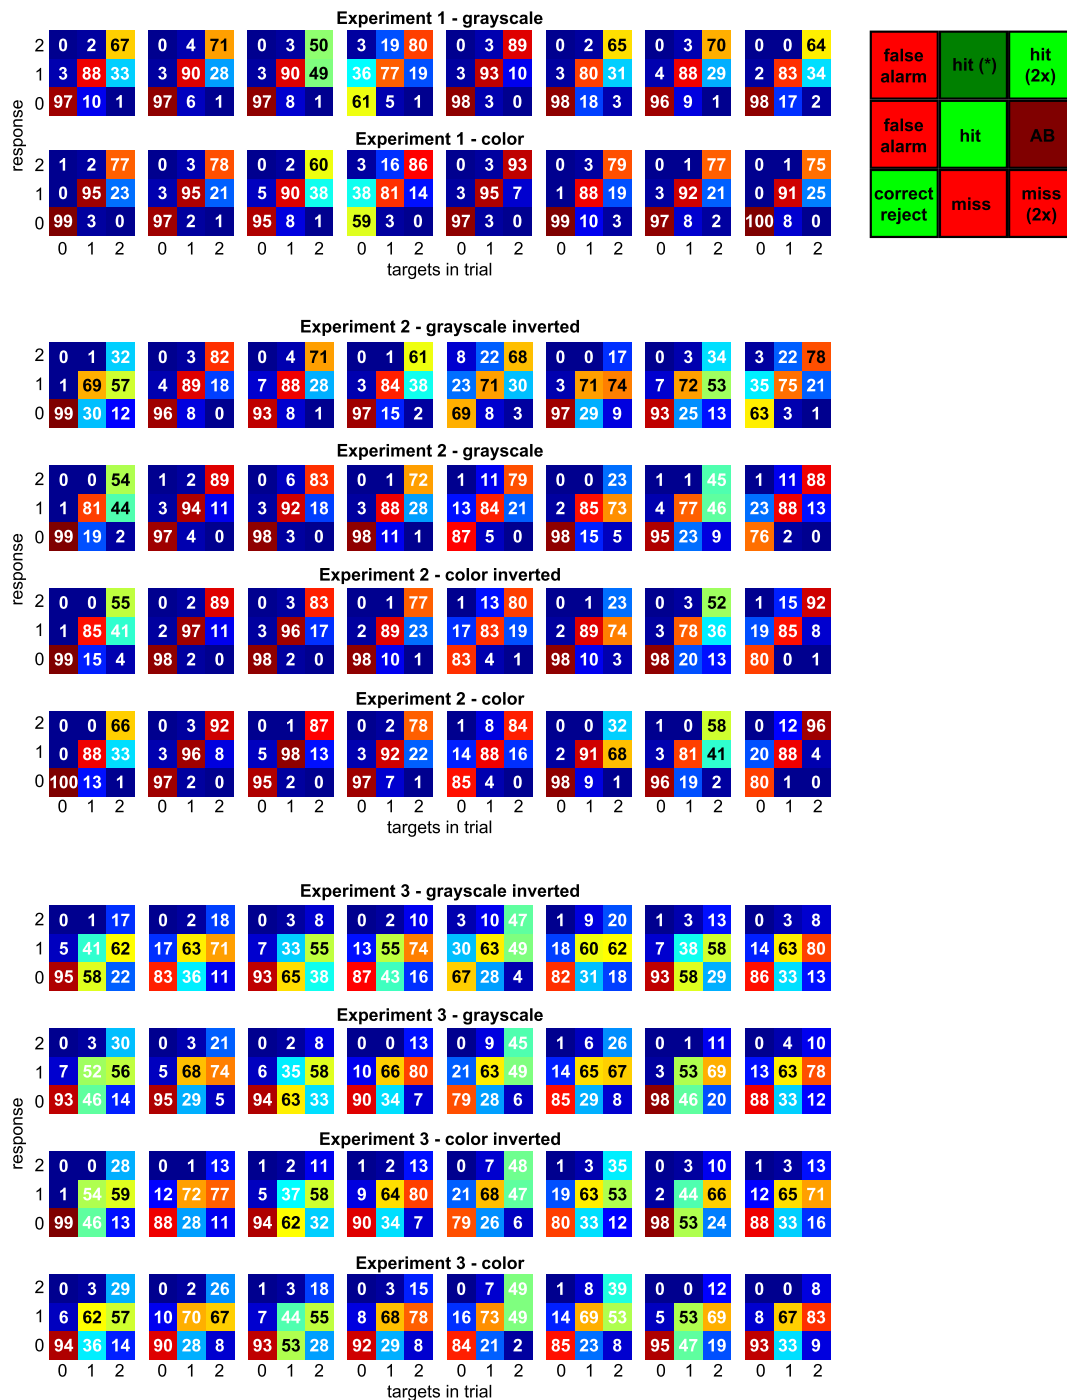 Experiment 1 - grayscale
2 0 2 67 0 4 71 0 3 50 3 19 80 0 3 89 0 2 65 0 3 70 0 0 64
1 3 88 33 3 90 28 3 90 49 36 77 19 3 93 10 3 80 31 4 88 29 2 83 34
0 97 10 1 97 6 1 97 8 1 61 5 1 98 3 0 98 18 3 96 9 1 98 17 2
Experiment 1 - color
2 1 2 77 0 3 78 0 2 60 3 16 86 0 3 93 0 3 79 0 1 77 0 1 75
1 0 95 23 3 95 21 5 90 38 38 81 14 3 95 7 1 88 19 3 92 21 0 91 25
0 99 3 0 97 2 1 95 8 1 59 3 0 97 3 0 99 10 3 97 8 2 100 8 0
0 1 2 0 1 2 0 1 2 0 1 2 0 1 2 0 1 2 0 1 2 0 1 2
targets in trial
response
false alarm hit (*) hit (2x)
false alarm hit AB
correct reject miss miss (2x)
Experiment 2 - grayscale inverted
2 0 1 32 0 3 82 0 4 71 0 1 61 8 22 68 0 0 17 0 3 34 3 22 78
1 1 69 57 4 89 18 7 88 28 3 84 38 23 71 30 3 71 74 7 72 53 35 75 21
0 99 30 12 96 8 0 93 8 1 97 15 2 69 8 3 97 29 9 93 25 13 63 3 1
Experiment 2 - grayscale
2 0 0 54 1 2 89 0 6 83 0 1 72 1 11 79 0 0 23 1 1 45 1 11 88
1 1 81 44 3 94 11 3 92 18 3 88 28 13 84 21 2 85 73 4 77 46 23 88 13
0 99 19 2 97 4 0 98 3 0 98 11 1 87 5 0 98 15 5 95 23 9 76 2 0
Experiment 2 - color inverted
2 0 0 55 0 2 89 0 3 83 0 1 77 1 13 80 0 1 23 0 3 52 1 15 92
1 1 85 41 2 97 11 3 96 17 2 89 23 17 83 19 2 89 74 3 78 36 19 85 8
0 99 15 4 98 2 0 98 2 0 98 10 1 83 4 1 98 10 3 98 20 13 80 0 1
Experiment 2 - color
2 0 0 66 0 3 92 0 1 87 0 2 78 1 8 84 0 0 32 1 0 58 0 12 96
1 0 88 33 3 96 8 5 98 13 3 92 22 14 88 16 2 91 68 3 81 41 20 88 4
0 100 13 1 97 2 0 95 2 0 97 7 1 85 4 0 98 9 1 96 19 2 80 1 0
0 1 2 0 1 2 0 1 2 0 1 2 0 1 2 0 1 2 0 1 2 0 1 2
targets in trial
response
Experiment 3 - grayscale inverted
2 0 1 17 0 2 18 0 3 8 0 2 10 3 10 47 1 9 20 1 3 13 0 3 8
1 5 41 62 17 63 71 7 33 55 13 55 74 30 63 49 18 60 62 7 38 58 14 63 80
0 95 58 22 83 36 11 93 65 38 87 43 16 67 28 4 82 31 18 93 58 29 86 33 13
Experiment 3 - grayscale
2 0 3 30 0 3 21 0 2 8 0 0 13 0 9 45 1 6 26 0 1 11 0 4 10
1 7 52 56 5 68 74 6 35 58 10 66 80 21 63 49 14 65 67 3 53 69 13 63 78
0 93 46 14 95 29 5 94 63 33 90 34 7 79 28 6 85 29 8 98 46 20 88 33 12
Experiment 3 - color inverted
2 0 0 28 0 1 13 1 2 11 1 2 13 0 7 48 1 3 35 0 3 10 1 3 13
1 1 54 59 12 72 77 5 37 58 9 64 80 21 68 47 19 63 53 2 44 66 12 65 71
0 99 46 13 88 28 11 94 62 32 90 34 7 79 26 6 80 33 12 98 53 24 88 33 16
Experiment 3 - color
2 0 3 29 0 2 26 1 3 18 0 3 15 0 7 49 1 8 39 0 0 12 0 0 8
1 6 62 57 10 70 67 7 44 55 8 68 78 16 73 49 14 69 53 5 53 69 8 67 83
0 94 36 14 90 28 8 93 53 28 92 29 8 84 21 2 85 23 8 95 47 19 93 33 9
0 1 2 0 1 2 0 1 2 0 1 2 0 1 2 0 1 2 0 1 2 0 1 2
targets in trial
response